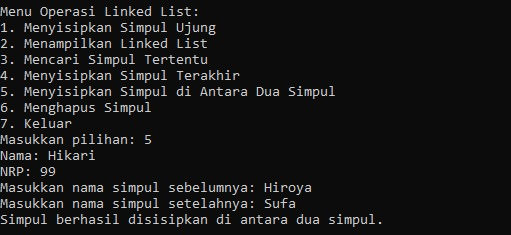 Menu Operasi Linked List:
1. Menyisipkan Simpul Ujung
2. Menampilkan Linked List
3. Mencari Simpul Tertentu
4. Menyisipkan Simpul Terakhir
5. Menyisipkan Simpul di Antara Dua Simpul
6. Menghapus Simpul
7. Keluar
Masukkan pilihan: 5
Nama: Hikari
NRP: 99
Masukkan nama simpul sebelumnya: Hiroya
Masukkan nama simpul setelahnya: Sufa
Simpul berhasil disisipkan di antara dua simpul.